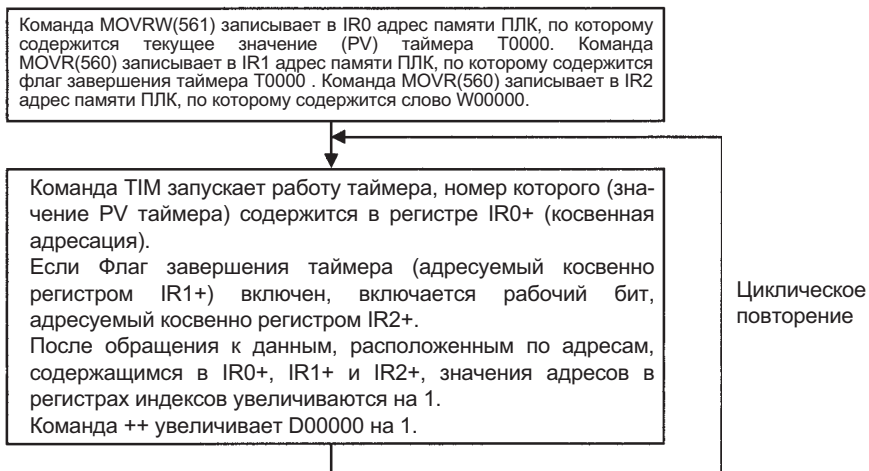 Команда MOVRW(561) записывает в IR0 адрес памяти ПЛК, по которому
содержится текущее значение (PV) таймера T0000. Команда
MOVR(560) записывает в IR1 адрес памяти ПЛК, по которому содержится
флаг завершения таймера T0000 . Команда MOVR(560) записывает в IR2
адрес памяти ПЛК, по которому содержится слово W00000.
Команда TIM запускает работу таймера, номер которого (зна-
чение PV таймера) содержится в регистре IR0+ (косвенная
адресация).
Если Флаг завершения таймера (адресуемый косвенно
регистром IR1+) включен, включается рабочий бит,
адресуемый косвенно регистром IR2+.
После обращения к данным, расположенным по адресам,
содержащимся в IR0+, IR1+ и IR2+, значения адресов в
регистрах индексов увеличиваются на 1.
Команда ++ увеличивает D00000 на 1.
Циклическое
повторение